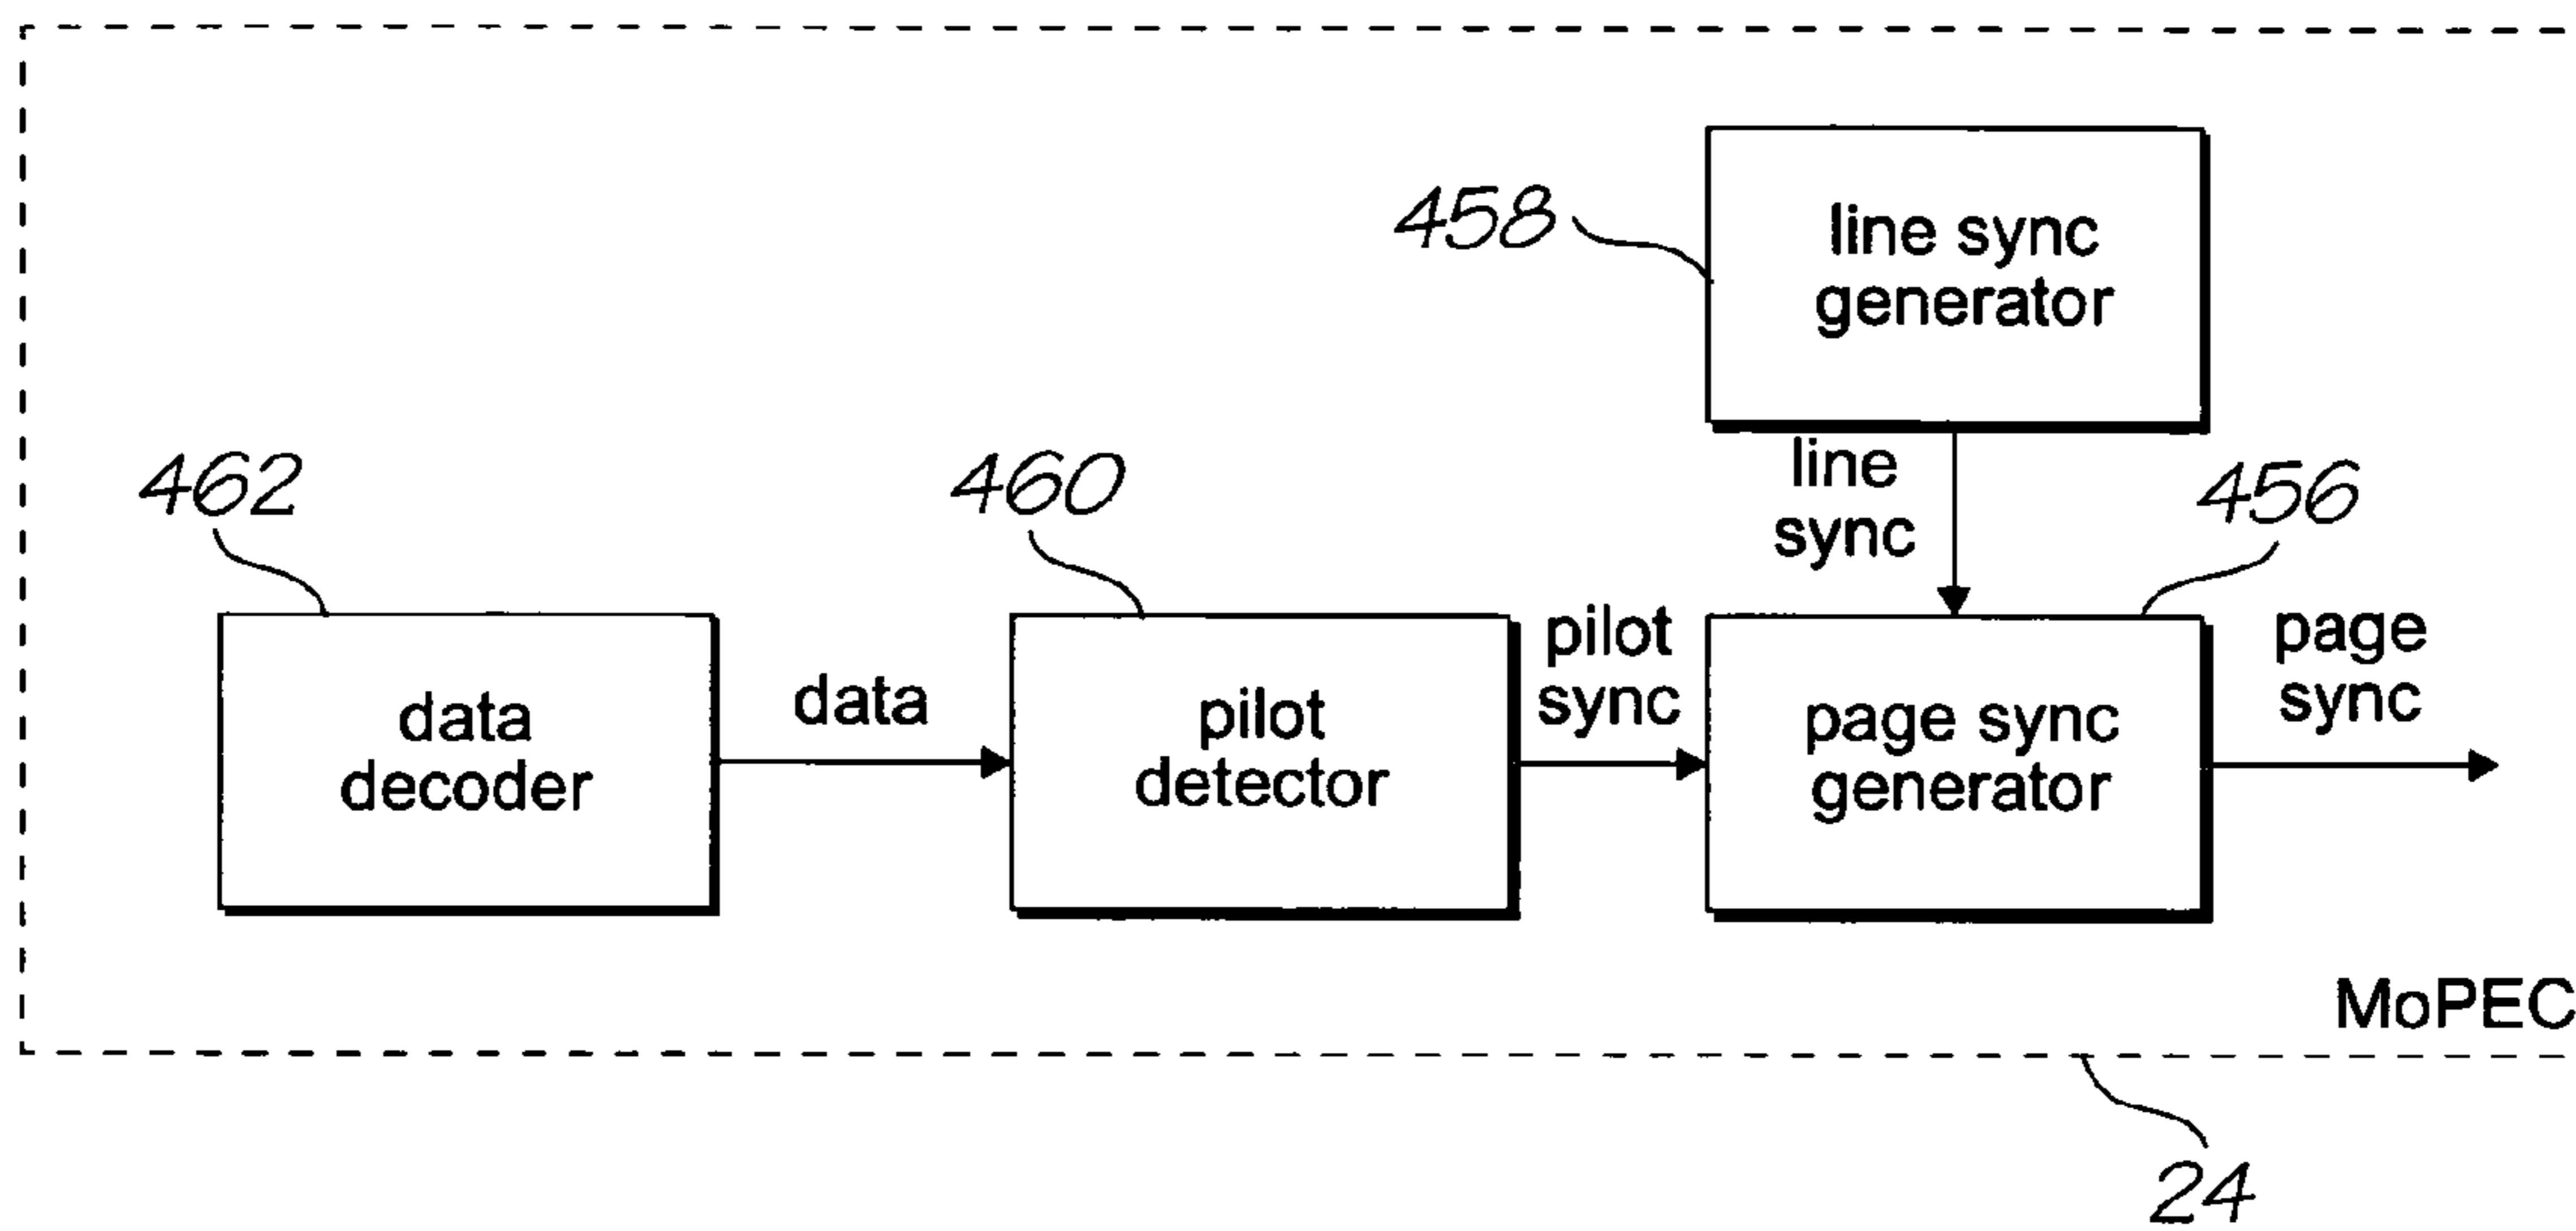 458
line sync
generator
line
sync
462
460
456
data
decoder
data
pilot
detector
pilot
sync
page sync
generator
page
sync
MoPEC
24